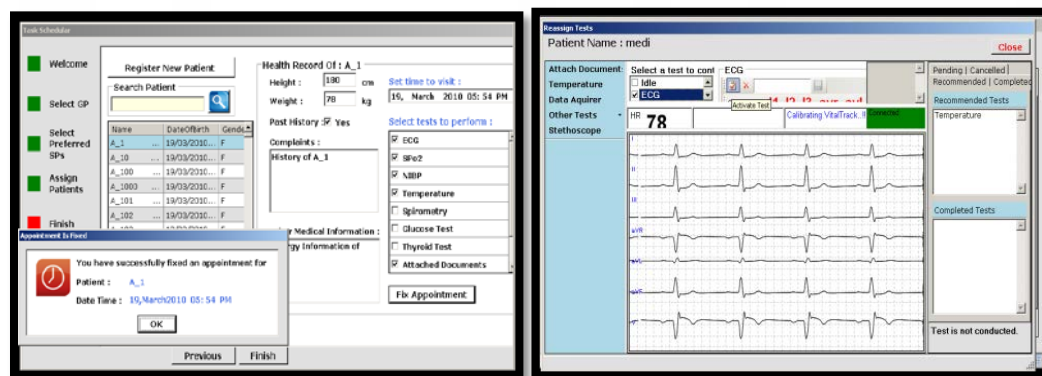 Task Schedular
Welcome
Select GP
Select
Preferred
SPs
Assign
Patients
Finish
Register New Patient
Search Patient
Name DateOfBirth Gende
A_1 ... 19/03/2010... F
A_10 ... 19/03/2010... F
A_100 ... 19/03/2010... F
A_1000 ... 19/03/2010... F
A_101 ... 19/03/2010... F
A_102 ... 19/03/2010... F
Health Record Of : A_1
Height : 180 cm
Weight : 78 kg
Past History : Yes
Complaints :
History of A_1
Medical Information :
Information of
Set time to visit :
19, March 2010 05: 54 PM
Select tests to perform :
ECG
SPo2
NIBP
Temperature
Spirometry
Glucose Test
Thyroid Test
Attached Documents
Fix Appointment
Appointment Is Fixed
You have successfully fixed an appointment for
Patient : A_1
Date Time : 19,March2010 05: 54 PM
OK
Previous
Finish
Reassign Tests
Patient Name : medi
Close
Attach Document
Temperature
Data Aquirer
Other Tests
Stethoscope
Select a test to cont
Idle
ECG
ECG
Activate Test
HR 78
Calibrating VitalTrack..!!
Connected
I
II
III
aVR
aVL
aVF
V
Pending | Cancelled |
Recommended | Completed
Recommended Tests
Temperature
Completed Tests
Test is not conducted.